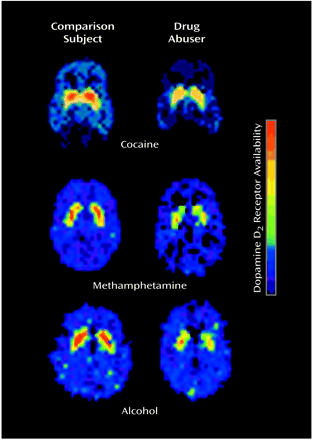 Comparison Subject
Drug Abuser
Cocaine
Methamphetamine
Alcohol
Dopamine D2 Receptor Availability